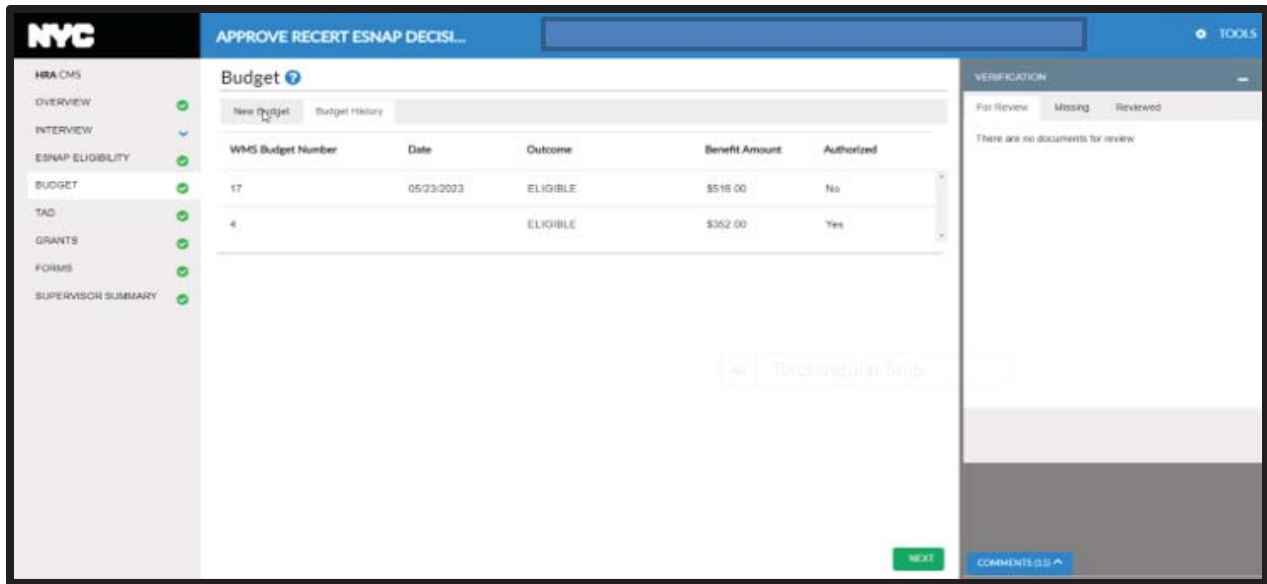 NYC
APPROVE RECERT ESNAP DECISI...
TOOLS
HRA CMS
OVERVIEW
INTERVIEW
ESNAP ELIGIBILITY
BUDGET
TAD
GRANTS
FORMS
SUPERVISOR SUMMARY
Budget ?
New Budget Budget History
WMS Budget Number Date Outcome Benefit Amount Authorized
17 05/23/2023 ELIGIBLE $516.00 No
4 ELIGIBLE $352.00 Yes
Rectangular Snip
NEXT
VERIFICATION
For Review Missing Reviewed
There are no documents for review
COMMENTS